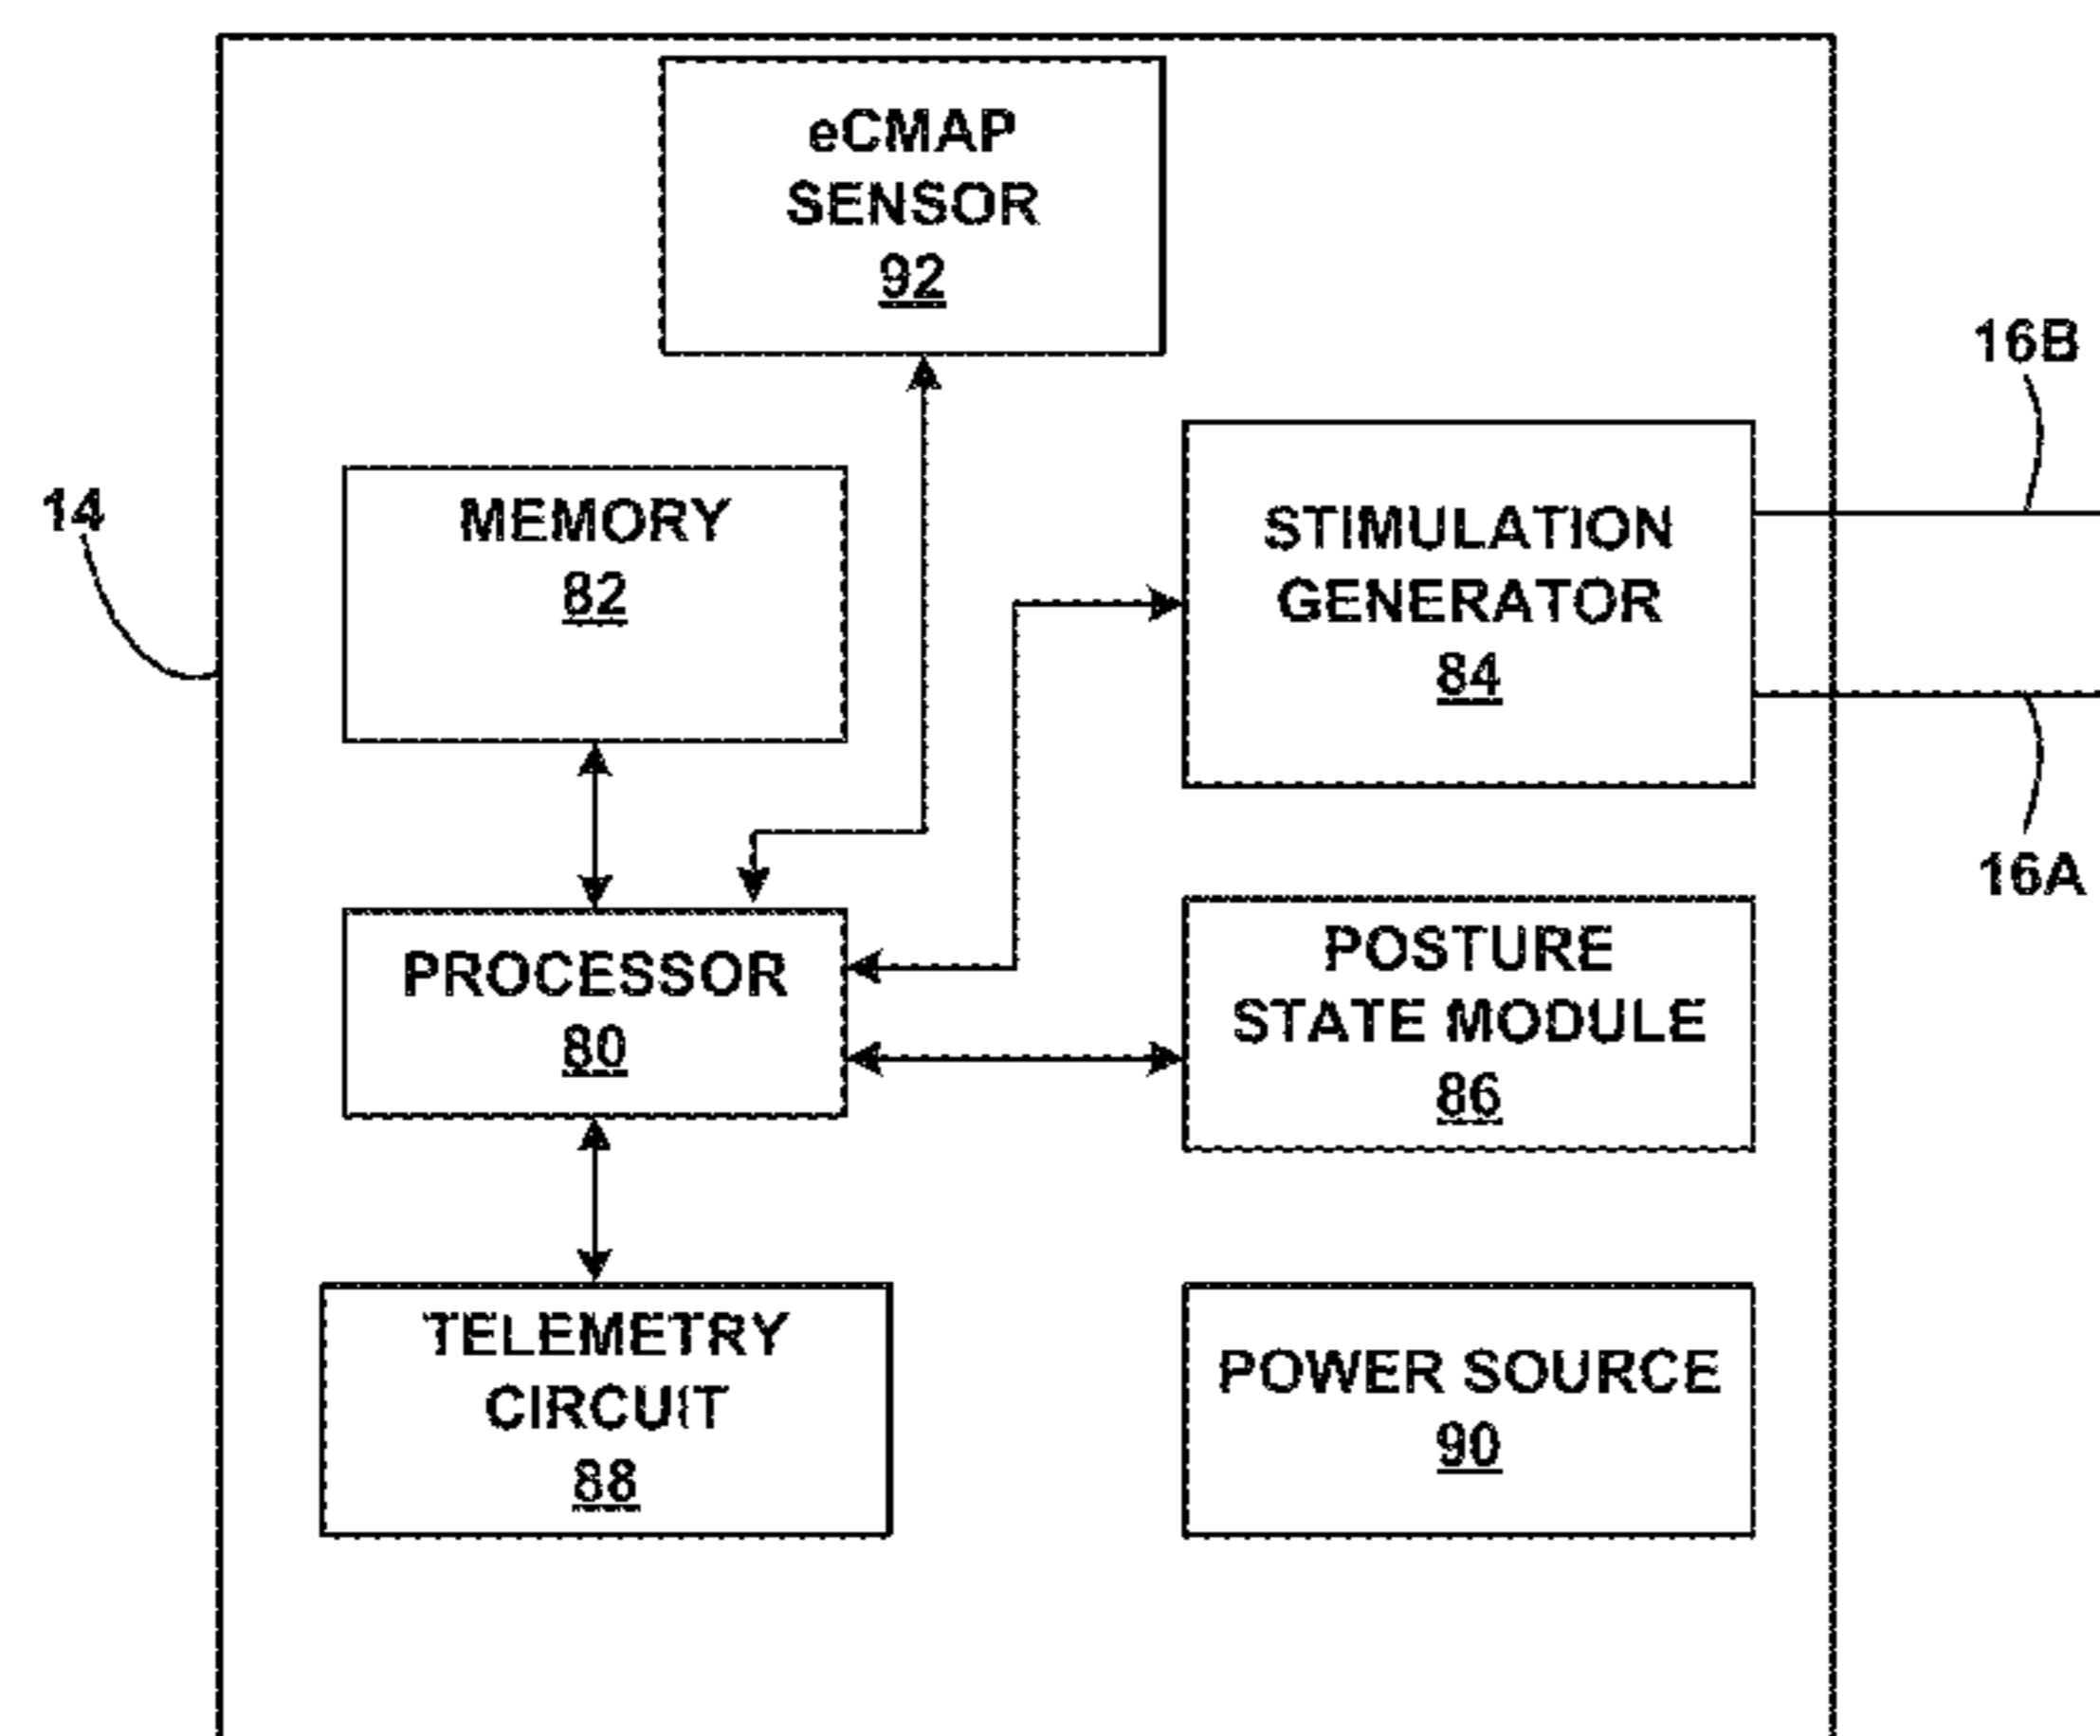 eCMAP
SENSOR
92
16B
14
MEMORY
82
STIMULATION
GENERATOR
84
16A
PROCESSOR
80
POSTURE
STATE MODULE
86
TELEMETRY
CIRCUIT
88
POWER SOURCE
90